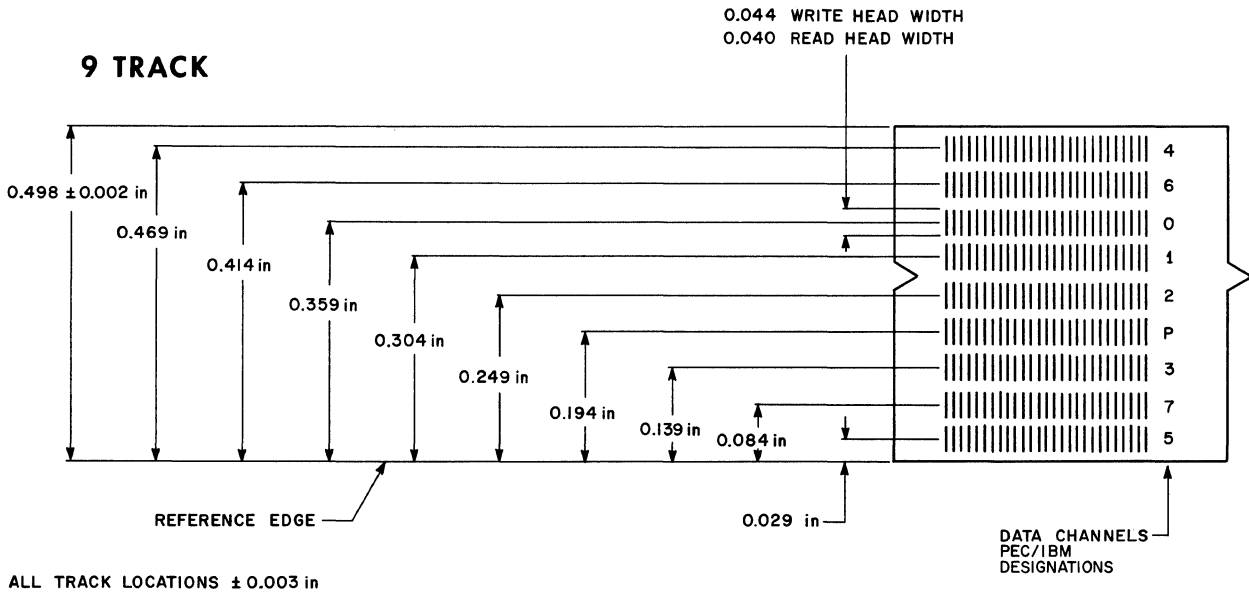 0.044 WRITE HEAD WIDTH
0.040 READ HEAD WIDTH
9 TRACK
4
6
0
1
2
P
3
7
5
0.498 ± 0.002 in
0.469 in
0.414 in
0.359 in
0.304 in
0.249 in
0.194 in
0.139 in
0.084 in
REFERENCE EDGE
0.029 in
DATA CHANNELS
PEC/IBM
DESIGNATIONS
ALL TRACK LOCATIONS ± 0.003 in